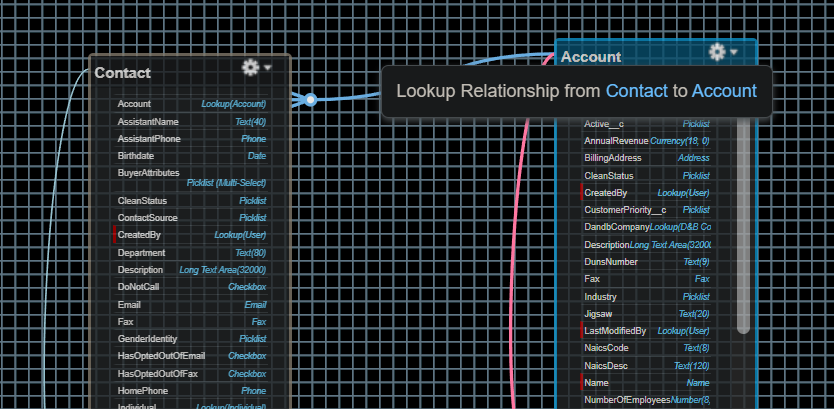 Contact
Account Lookup(Account)
AssistantName Text(40)
AssistantPhone Phone
Birthdate Date
BuyerAttributes
Picklist (Multi-Select)
CleanStatus Picklist
ContactSource Picklist
CreatedBy Lookup(User)
Department Text(80)
Description Long Text Area(32000)
DoNotCall Checkbox
Email Email
Fax Fax
GenderIdentity Picklist
HasOptedOutOfEmail Checkbox
HasOptedOutOfFax Checkbox
HomePhone Phone
Individual Lookup(Individual)
Account
Lookup Relationship from Contact to Account
Active__c Picklist
AnnualRevenue Currency(18, 0)
BillingAddress Address
CleanStatus Picklist
CreatedBy Lookup(User)
CustomerPriority__c Picklist
DandbCompany Lookup(D&B Co
Description Long Text Area(3200
DunsNumber Text(9)
Fax Fax
Industry Picklist
Jigsaw Text(20)
LastModifiedBy Lookup(User)
NaicsCode Text(8)
NaicsDesc Text(120)
Name Name
NumberOfEmployees Number(8,